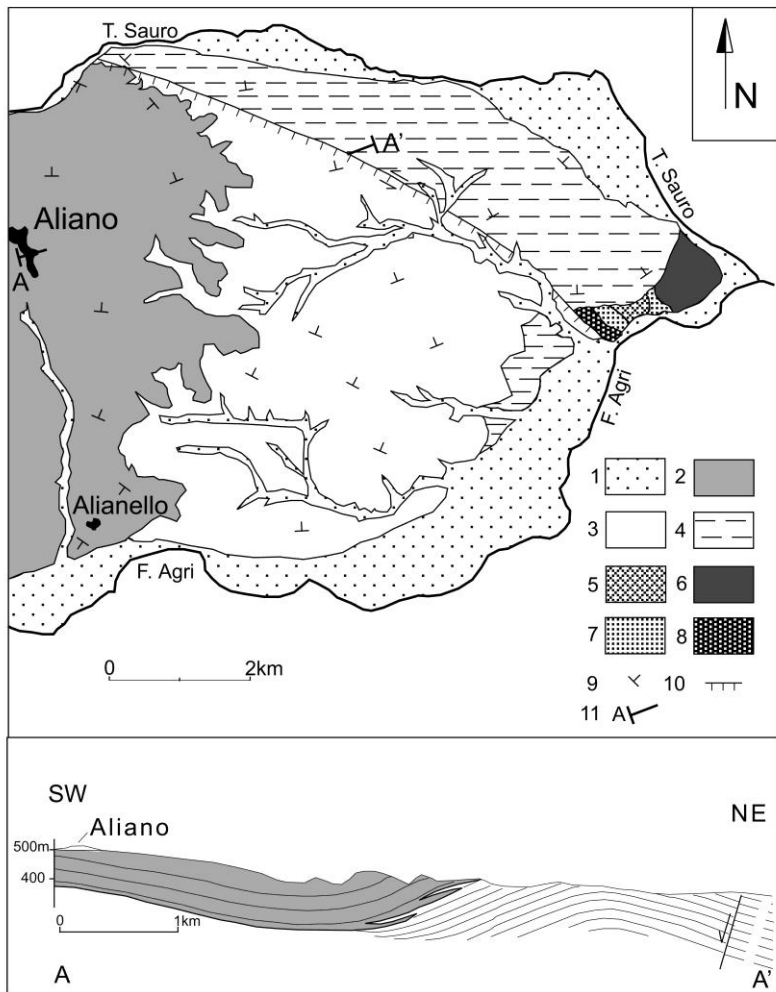 T. Sauro
N
A'
T. Sauro
Aliano
A
F. Agri
Alianello
F. Agri
1
2
3
4
5
6
7
8
9
10
11 A
0 2km
SW
NE
Aliano
500m
400
0 1km
A
A'